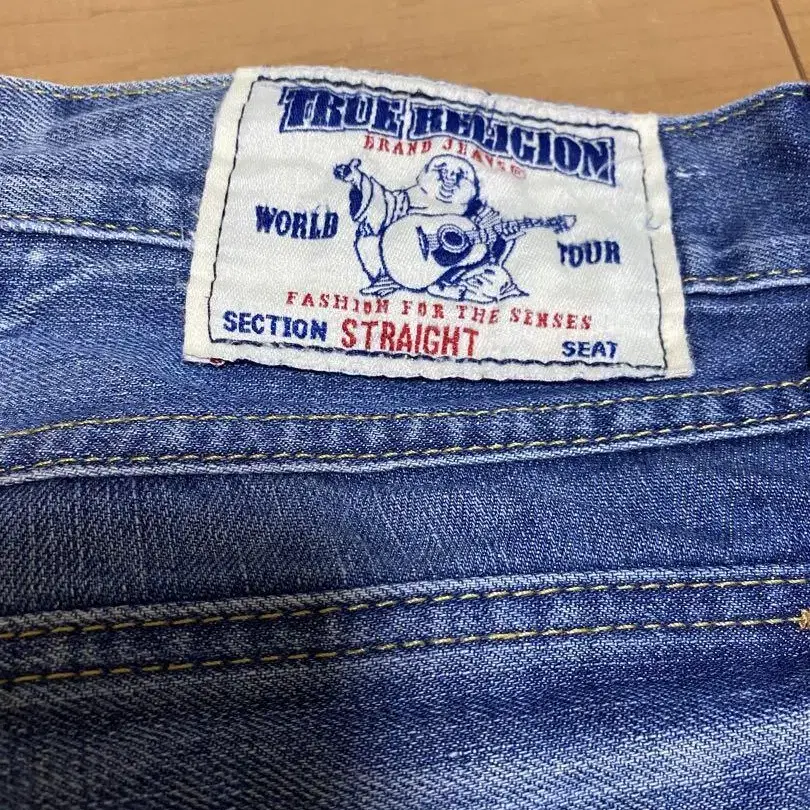 TRUE RELIGION
BRAND JEANS®
WORLD TOUR
FASHION FOR THE SENSES
SECTION STRAIGHT SEAT